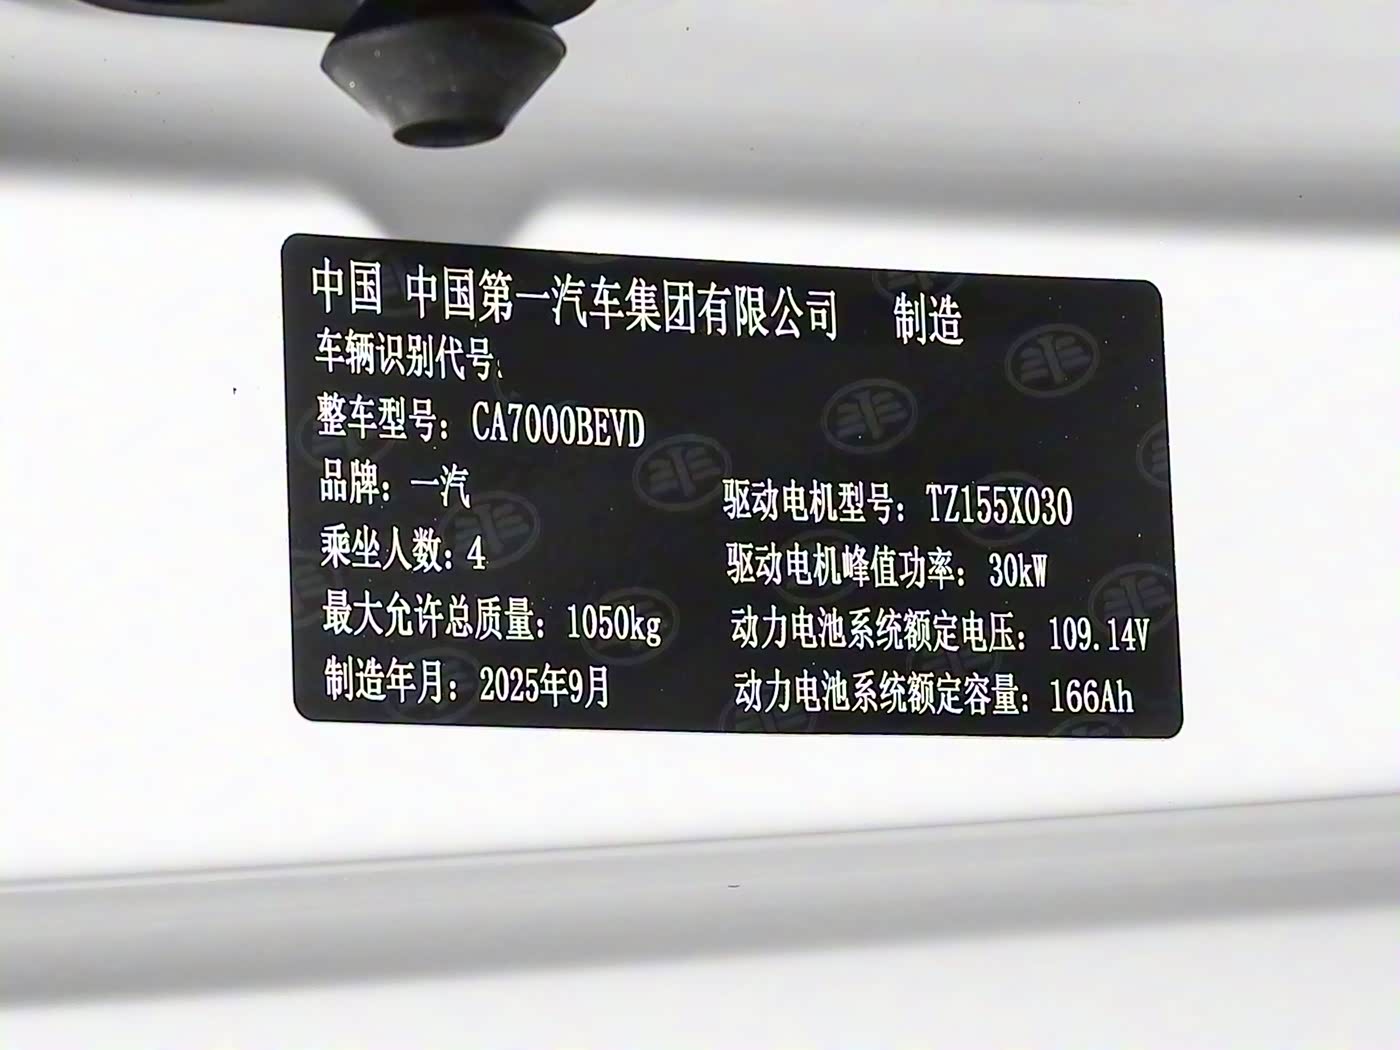 中国 中国第一汽车集团有限公司 制造
车辆识别代号:
整车型号：CA7000BEVD
品牌：一汽
乘坐人数：4
最大允许总质量：1050kg
制造年月：2025年9月
驱动电机型号：TZ155X030
驱动电机峰值功率：30kW
动力电池系统额定电压：109.14V
动力电池系统额定容量：166Ah